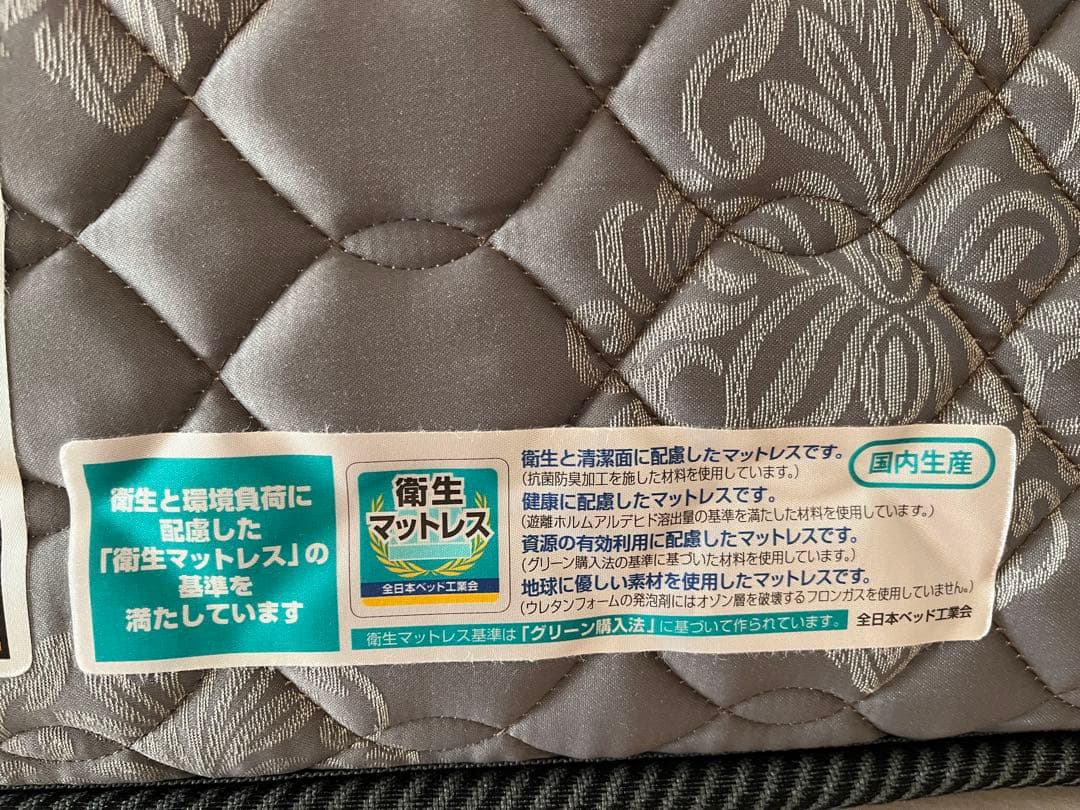 衛生と環境負荷に
配慮した
「衛生マットレス」の
基準を
満たしています
衛生
マットレス
全日本ベッド工業会
衛生と清潔面に配慮したマットレスです。
(抗菌防臭加工を施した材料を使用しています。)
国内生産
健康に配慮したマットレスです。
(遊離ホルムアルデヒド溶出量の基準を満たした材料を使用しています。)
資源の有効利用に配慮したマットレスです。
(グリーン購入法の基準に基づいた材料を使用しています。)
地球に優しい素材を使用したマットレスです。
(ウレタンフォームの発泡剤にはオゾン層を破壊するフロンガスを使用していません。)
衛生マットレス基準は「グリーン購入法」に基づいて作られています。
全日本ベッド工業会